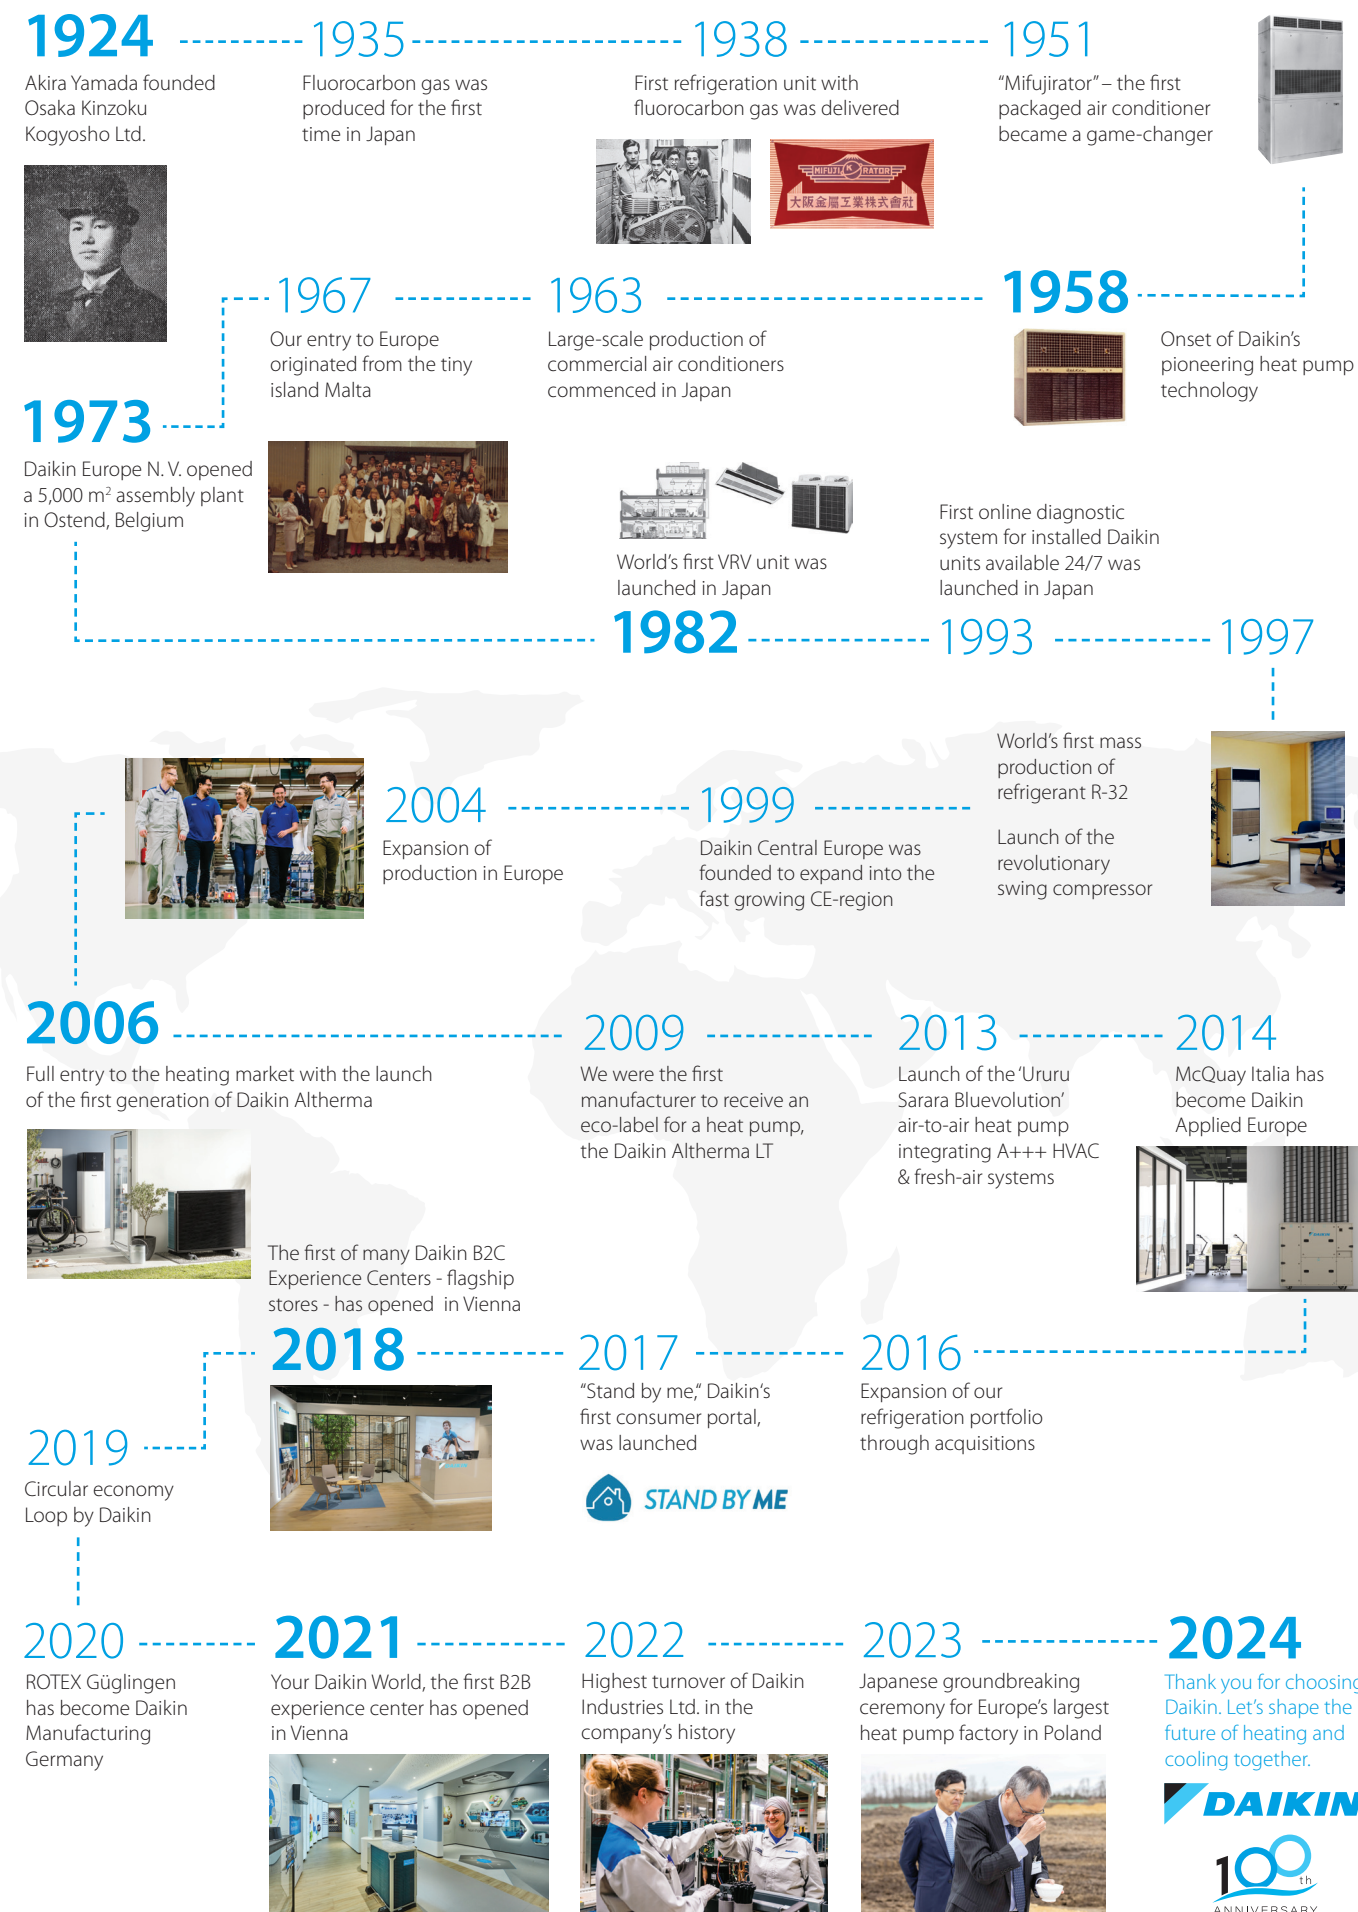 1924
Akira Yamada founded
Osaka Kinzoku
Kogyosho Ltd.
1935
Fluorocarbon gas was
produced for the first
time in Japan
1938
First refrigeration unit with
fluorocarbon gas was delivered
MIFUJI K RATOR
大阪金属工業株式會社
1951
“Mifujirator” – the first
packaged air conditioner
became a game-changer
1958
Onset of Daikin’s
pioneering heat pump
technology
1963
Large-scale production of
commercial air conditioners
commenced in Japan
1967
Our entry to Europe
originated from the tiny
island Malta
1973
Daikin Europe N. V. opened
a 5,000 m² assembly plant
in Ostend, Belgium
World’s first VRV unit was
launched in Japan
1982
First online diagnostic
system for installed Daikin
units available 24/7 was
launched in Japan
1993
1997
World’s first mass
production of
refrigerant R-32
Launch of the
revolutionary
swing compressor
1999
Daikin Central Europe was
founded to expand into the
fast growing CE-region
2004
Expansion of
production in Europe
2006
Full entry to the heating market with the launch
of the first generation of Daikin Altherma
2009
We were the first
manufacturer to receive an
eco-label for a heat pump,
the Daikin Altherma LT
2013
Launch of the ‘Ururu
Sarara Bluevolution’
air-to-air heat pump
integrating A+++ HVAC
& fresh-air systems
2014
McQuay Italia has
become Daikin
Applied Europe
DAIKIN
2016
Expansion of our
refrigeration portfolio
through acquisitions
2017
“Stand by me,“ Daikin‘s
first consumer portal,
was launched
STAND BY ME
The first of many Daikin B2C
Experience Centers - flagship
stores - has opened in Vienna
2018
DAIKIN
2019
Circular economy
Loop by Daikin
2020
ROTEX Güglingen
has become Daikin
Manufacturing
Germany
2021
Your Daikin World, the first B2B
experience center has opened
in Vienna
2022
Highest turnover of Daikin
Industries Ltd. in the
company’s history
2023
Japanese groundbreaking
ceremony for Europe’s largest
heat pump factory in Poland
2024
Thank you for choosing
Daikin. Let’s shape the
future of heating and
cooling together.
DAIKIN
100th
ANNIVERSARY